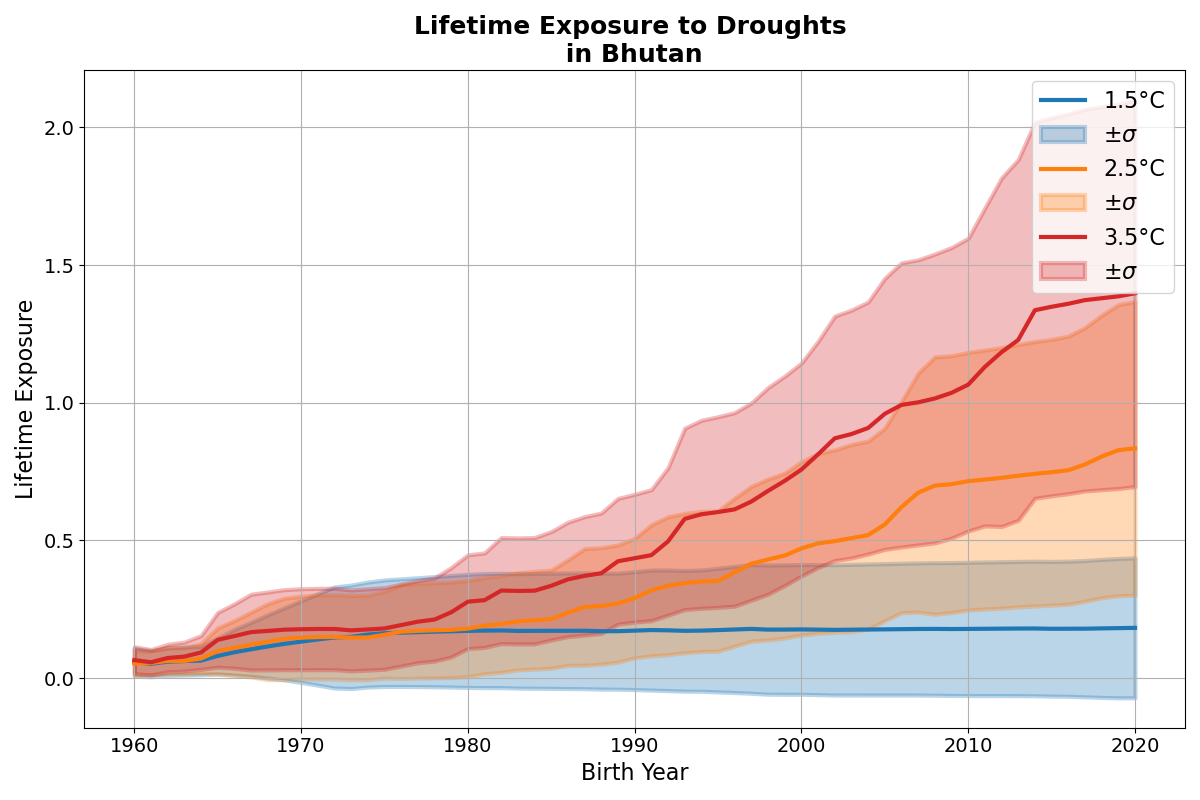 Lifetime Exposure to Droughts
in Bhutan
1.5°C
±σ
2.5°C
±σ
3.5°C
±σ
Lifetime Exposure
2.0
1.5
1.0
0.5
0.0
1960 1970 1980 1990 2000 2010 2020
Birth Year